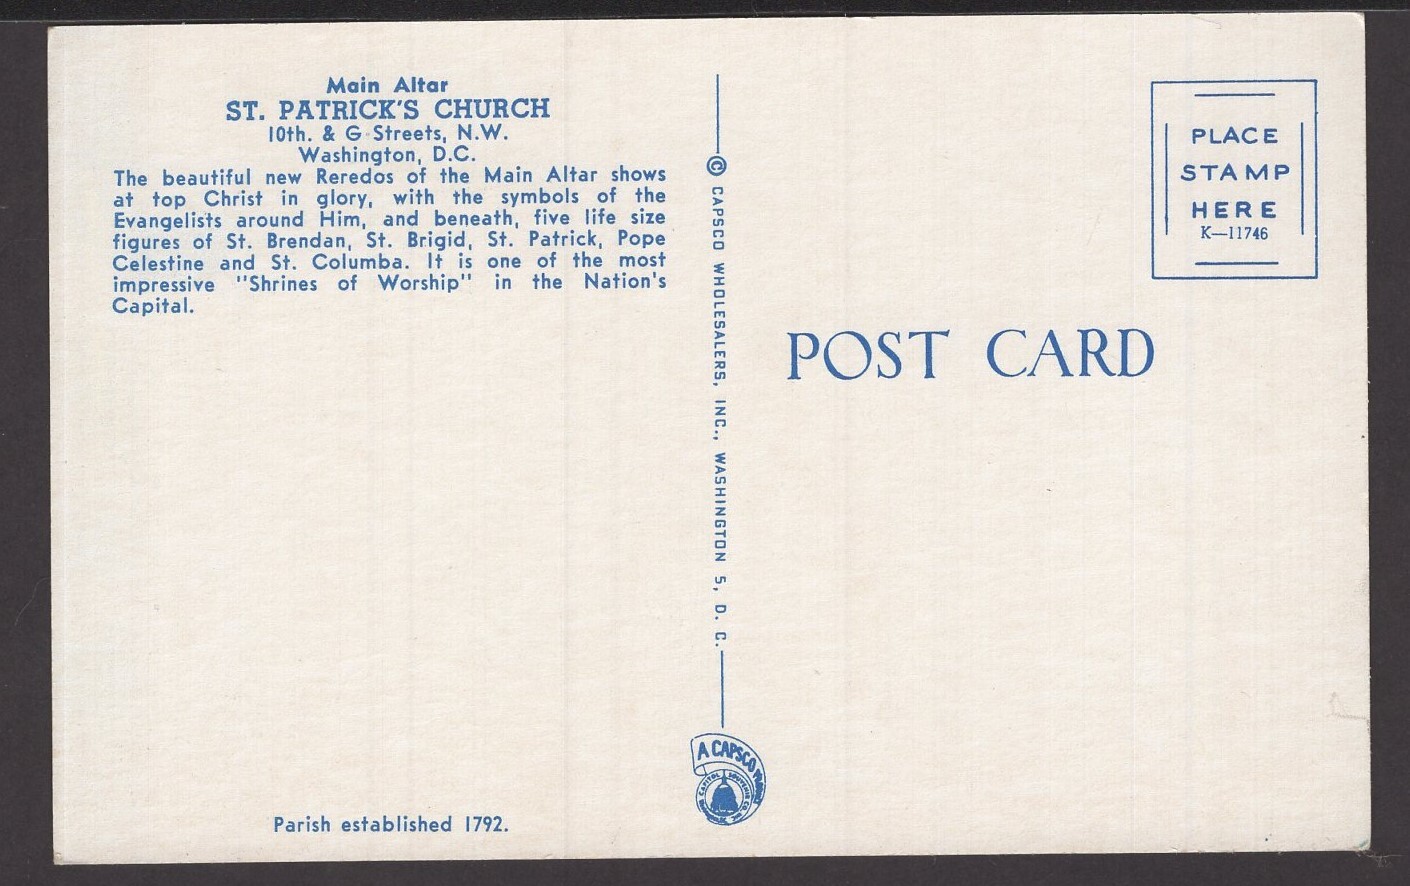 Main Altar
ST. PATRICK'S CHURCH
10th. & G Streets, N.W.
Washington, D.C.
The beautiful new Reredos of the Main Altar shows
at top Christ in glory, with the symbols of the
Evangelists around Him, and beneath, five life size
figures of St. Brendan, St. Brigid, St. Patrick, Pope
Celestine and St. Columba. It is one of the most
impressive "Shrines of Worship" in the Nation's
Capital.
Parish established 1792.
© CAPSCO WHOLESALERS, INC., WASHINGTON 5, D. C.
A CAPSCO
CAPITOL SOUVENIR CO. INC.
PLACE
STAMP
HERE
K—11746
POST CARD